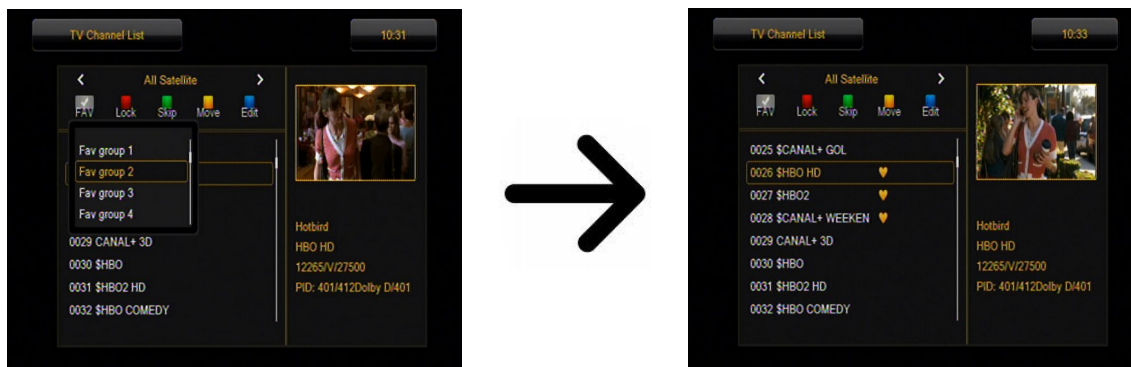 TV Channel List
10:31
All Satellite
FAV Lock Skip Move Edit
Fav group 1
Fav group 2
Fav group 3
Fav group 4
0029 CANAL+ 3D
0030 $HBO
0031 $HBO2 HD
0032 $HBO COMEDY
Hotbird
HBO HD
12265/V/27500
PID: 401/412Dolby D/401
TV Channel List
10:33
All Satellite
FAV Lock Skip Move Edit
0025 $CANAL+ GOL
0026 $HBO HD
0027 $HBO2
0028 $CANAL+ WEEKEN
0029 CANAL+ 3D
0030 $HBO
0031 $HBO2 HD
0032 $HBO COMEDY
Hotbird
HBO HD
12265/V/27500
PID: 401/412Dolby D/401